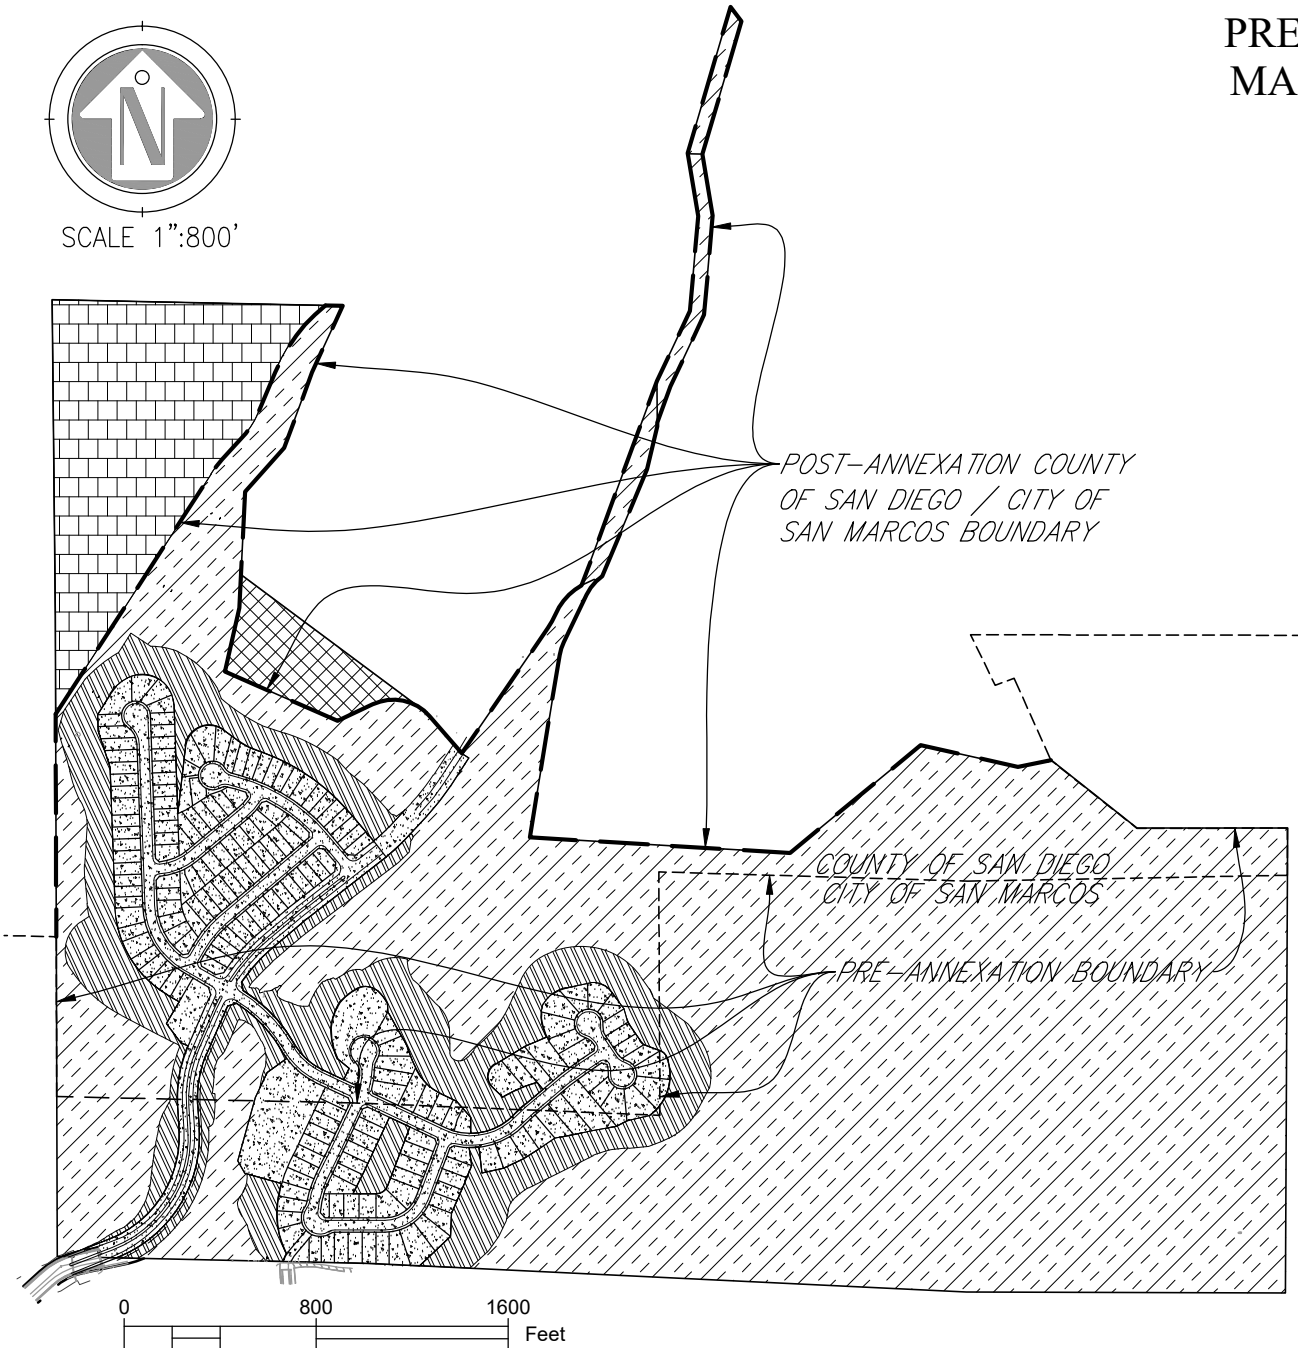 PRE
MA
N
SCALE 1":800'
POST-ANNEXATION COUNTY
OF SAN DIEGO / CITY OF
SAN MARCOS BOUNDARY
COUNTY OF SAN DIEGO
CITY OF SAN MARCOS
PRE-ANNEXATION BOUNDARY
0 800 1600
Feet